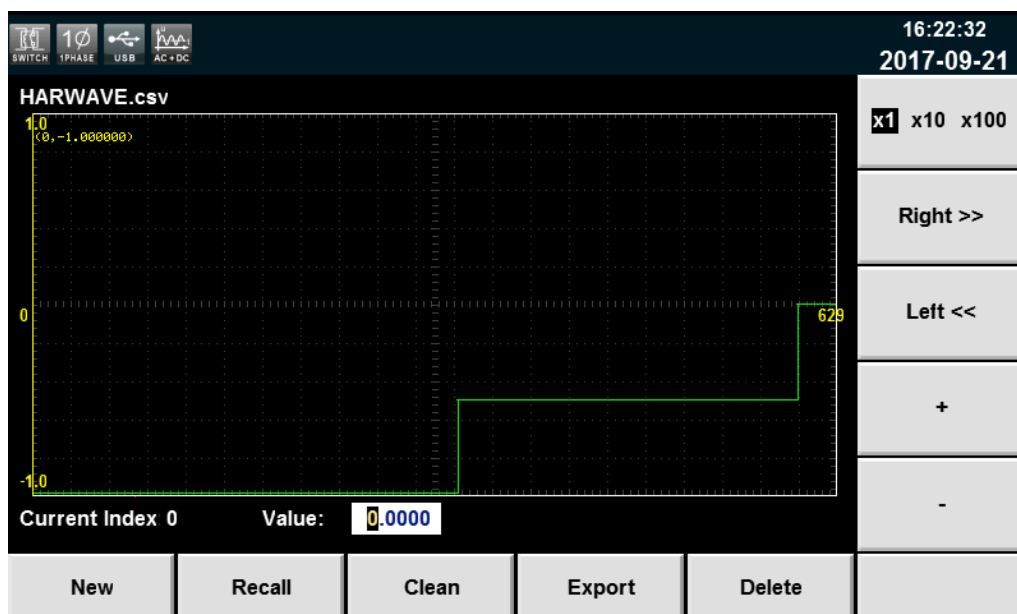 SWITCH 1Ø 1PHASE USB AC+DC
16:22:32
2017-09-21
HARWAVE.csv
1.0
(0,-1.000000)
0
629
-1.0
Current Index 0 Value: 0.0000
x1 x10 x100
Right >>
Left <<
+
-
New Recall Clean Export Delete